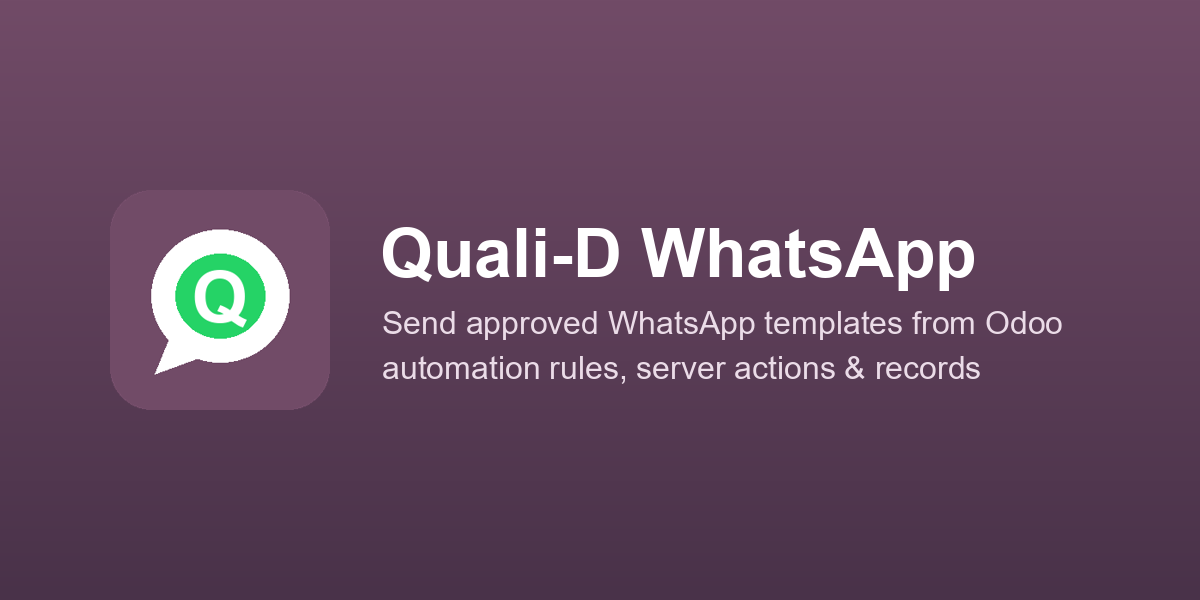 Q
Quali-D WhatsApp
Send approved WhatsApp templates from Odoo
automation rules, server actions & records